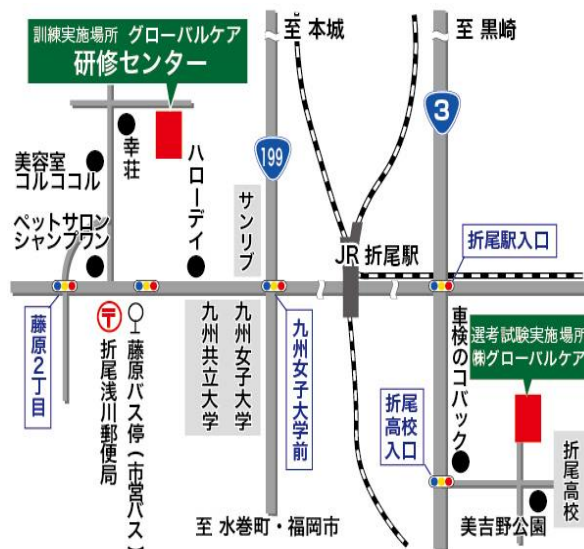 訓練実施場所 グローバルケア
研修センター
至 本城
至 黒崎
3
199
幸荘
美容室
コルココル
ハローデイ
サンリブ
ペットサロン
シャンプワン
JR 折尾駅
折尾駅入口
藤原2丁目
〒
折尾浅川郵便局
藤原バス停(市営バス)
九州共立大学
九州女子大学
九州女子大学前
車検のコバック
選考試験実施場所
㈱グローバルケア
折尾
高校
入口
折尾高校
美吉野公園
至 水巻町・福岡市